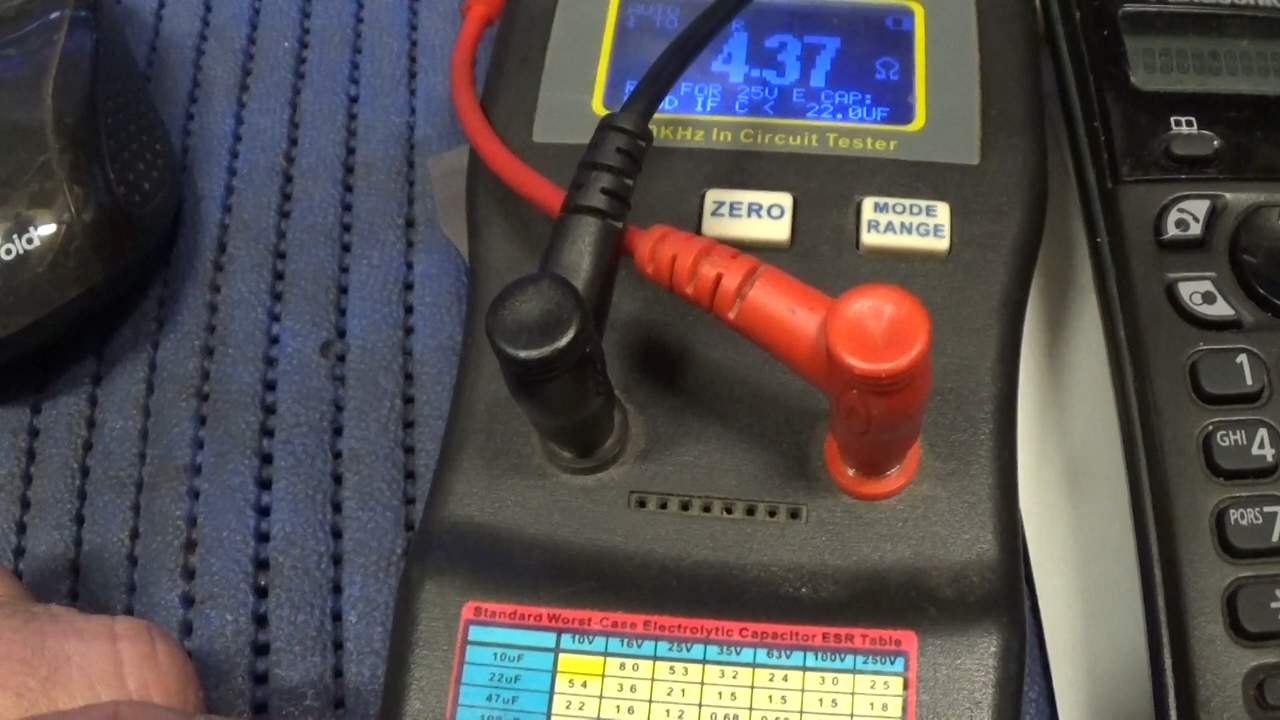 AUTO
R
4.37 Ω
FOR 25V E CAP:
IF C < 22.0UF
KHz In Circuit Tester
ZERO
MODE
RANGE
oid
1
GHI 4
PQRS 7
Standard Worst-Case Electrolytic Capacitor ESR Table
10V 16V 25V 35V 63V 100V 250V
10uF 8.0 5.3 3.2 2.4 3.0 2.5
22uF 5.4 3.6 2.1 1.5 1.5 1.5 1.8
47uF 2.2 1.6 1.2 0.68